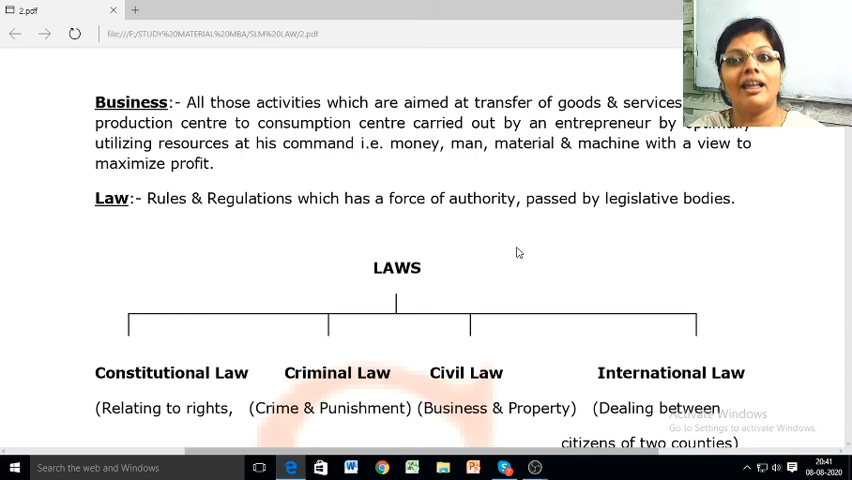 2.pdf
file:///F:/STUDY%20MATERIAL%20MBA/SLM%20LAW/2.pdf
Business:- All those activities which are aimed at transfer of goods & services
production centre to consumption centre carried out by an entrepreneur by
utilizing resources at his command i.e. money, man, material & machine with a view to
maximize profit.
Law:- Rules & Regulations which has a force of authority, passed by legislative bodies.
LAWS
Constitutional Law Criminal Law Civil Law International Law
(Relating to rights, (Crime & Punishment) (Business & Property) (Dealing between
citizens of two counties)
Activate Windows
Go to Settings to activate Windows.
Search the web and Windows
20:41
08-08-2020